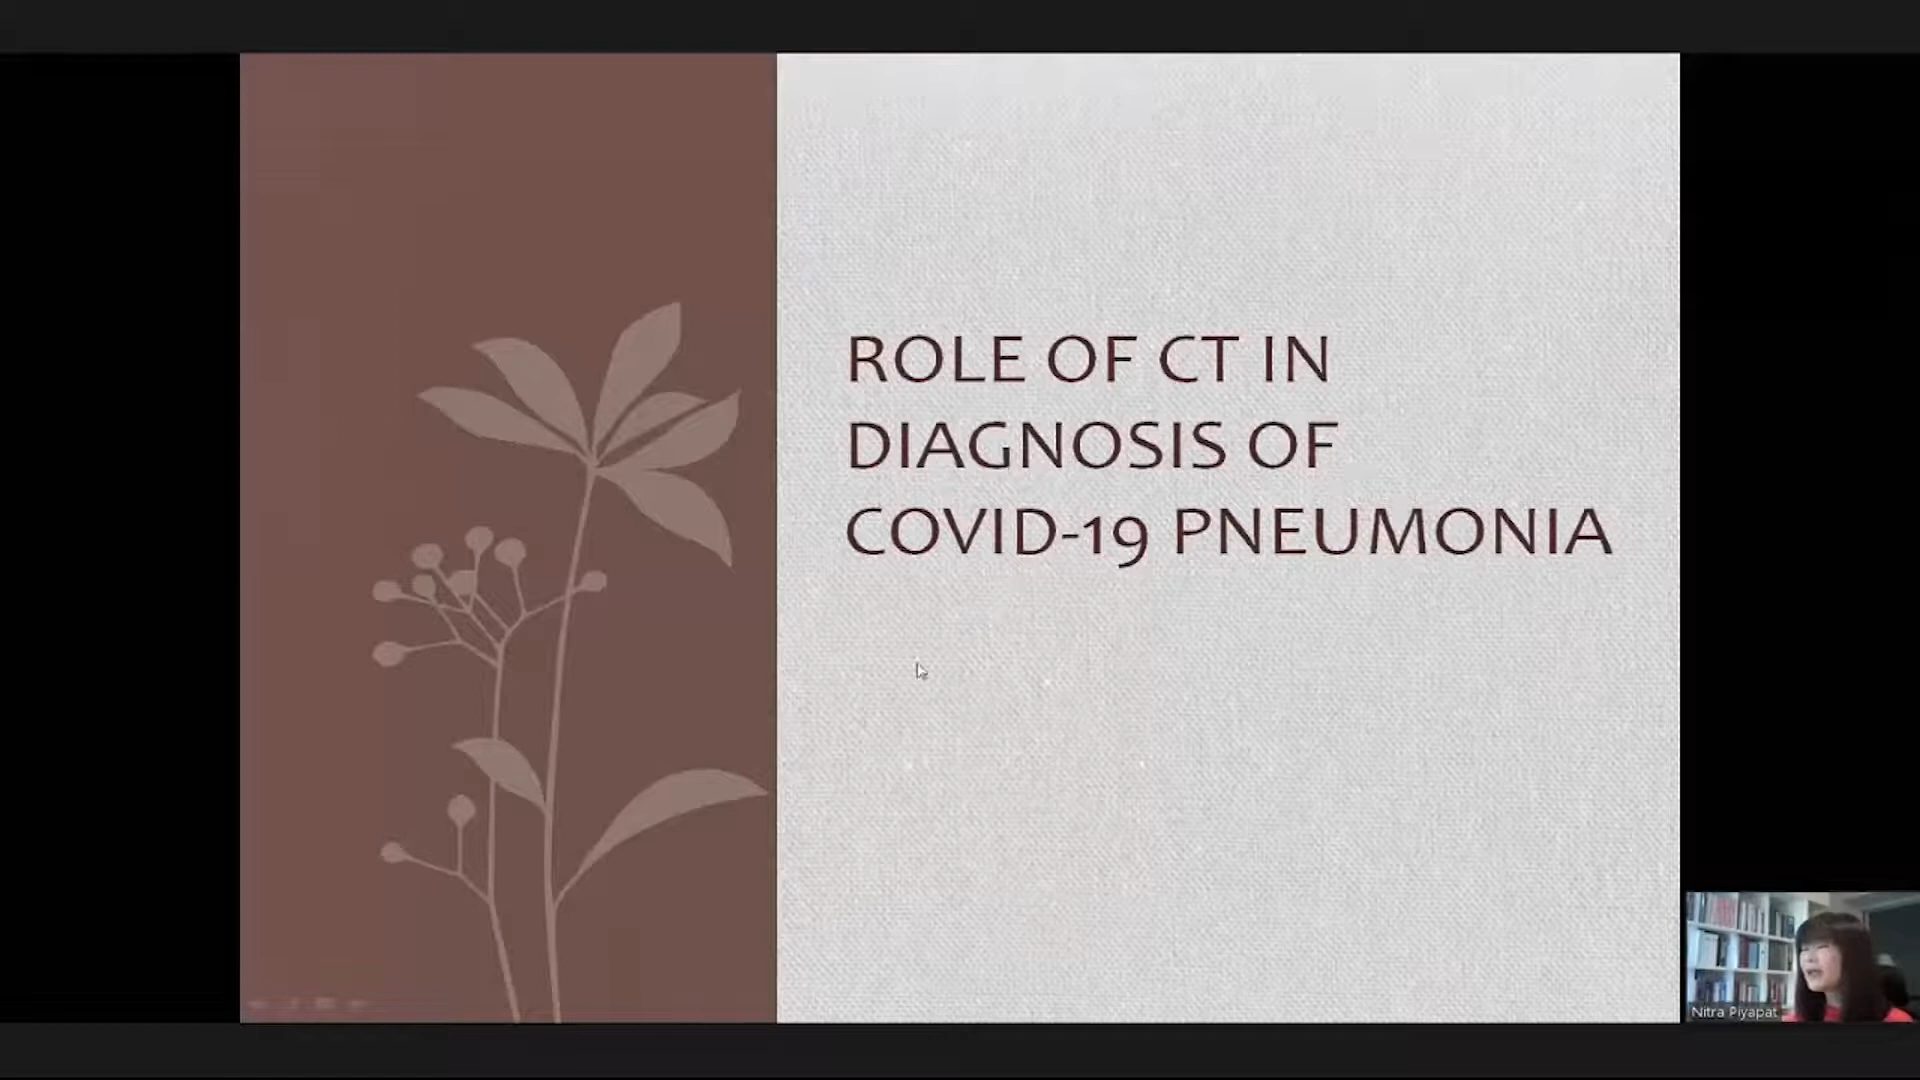 ROLE OF CT IN
DIAGNOSIS OF
COVID-19 PNEUMONIA
Nitra Piyapat